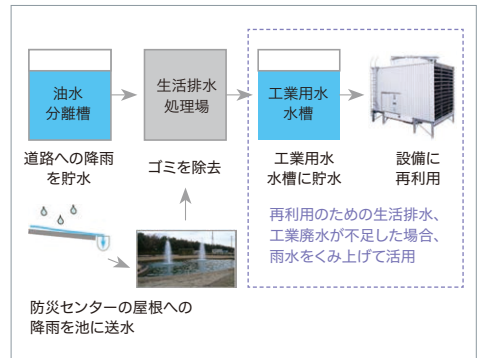 油水
分離槽
生活排水
処理場
工業用水
水槽
道路への降雨
を貯水
ゴミを除去
工業用水
水槽に貯水
設備に
再利用
再利用のための生活排水、
工業廃水が不足した場合、
雨水をくみ上げて活用
防災センターの屋根への
降雨を池に送水